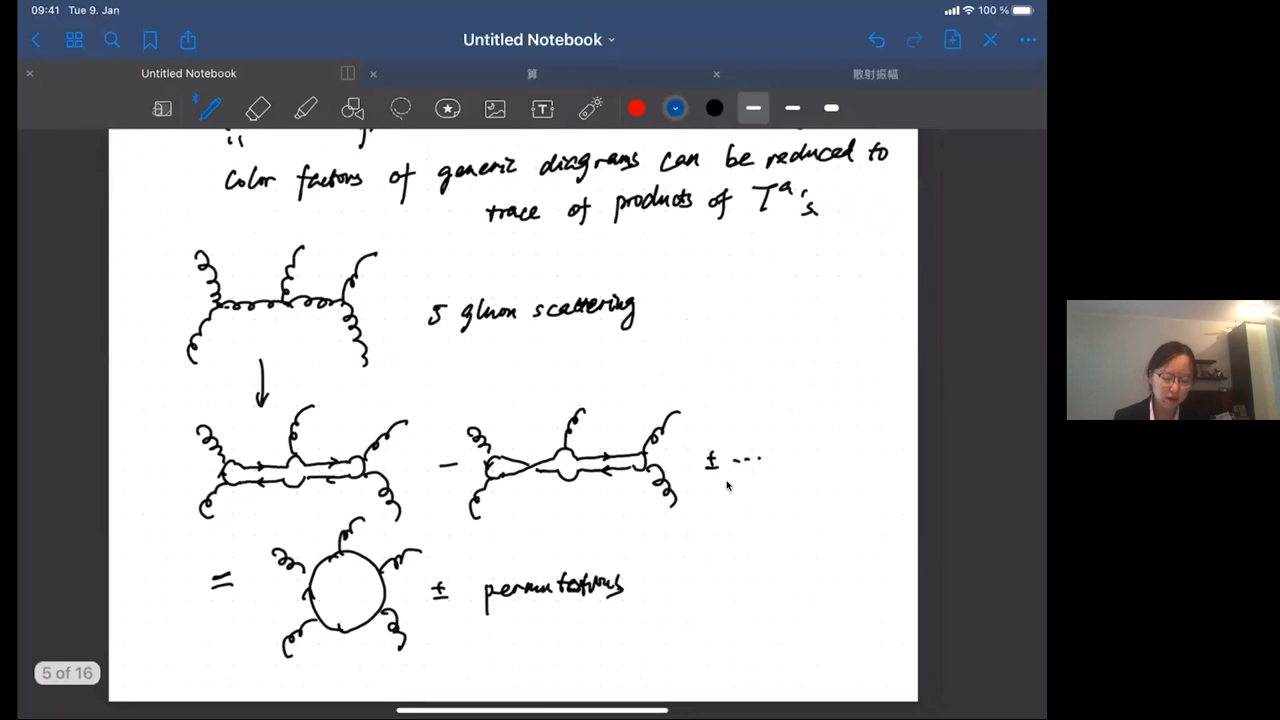 09:41 Tue 9. Jan
100 %
Untitled Notebook
Untitled Notebook
算
散射振幅
color factors of generic diagrams can be reduced to
trace of products of Tᵃ's
5 gluon scattering
− ± ...
= ± permutations
5 of 16